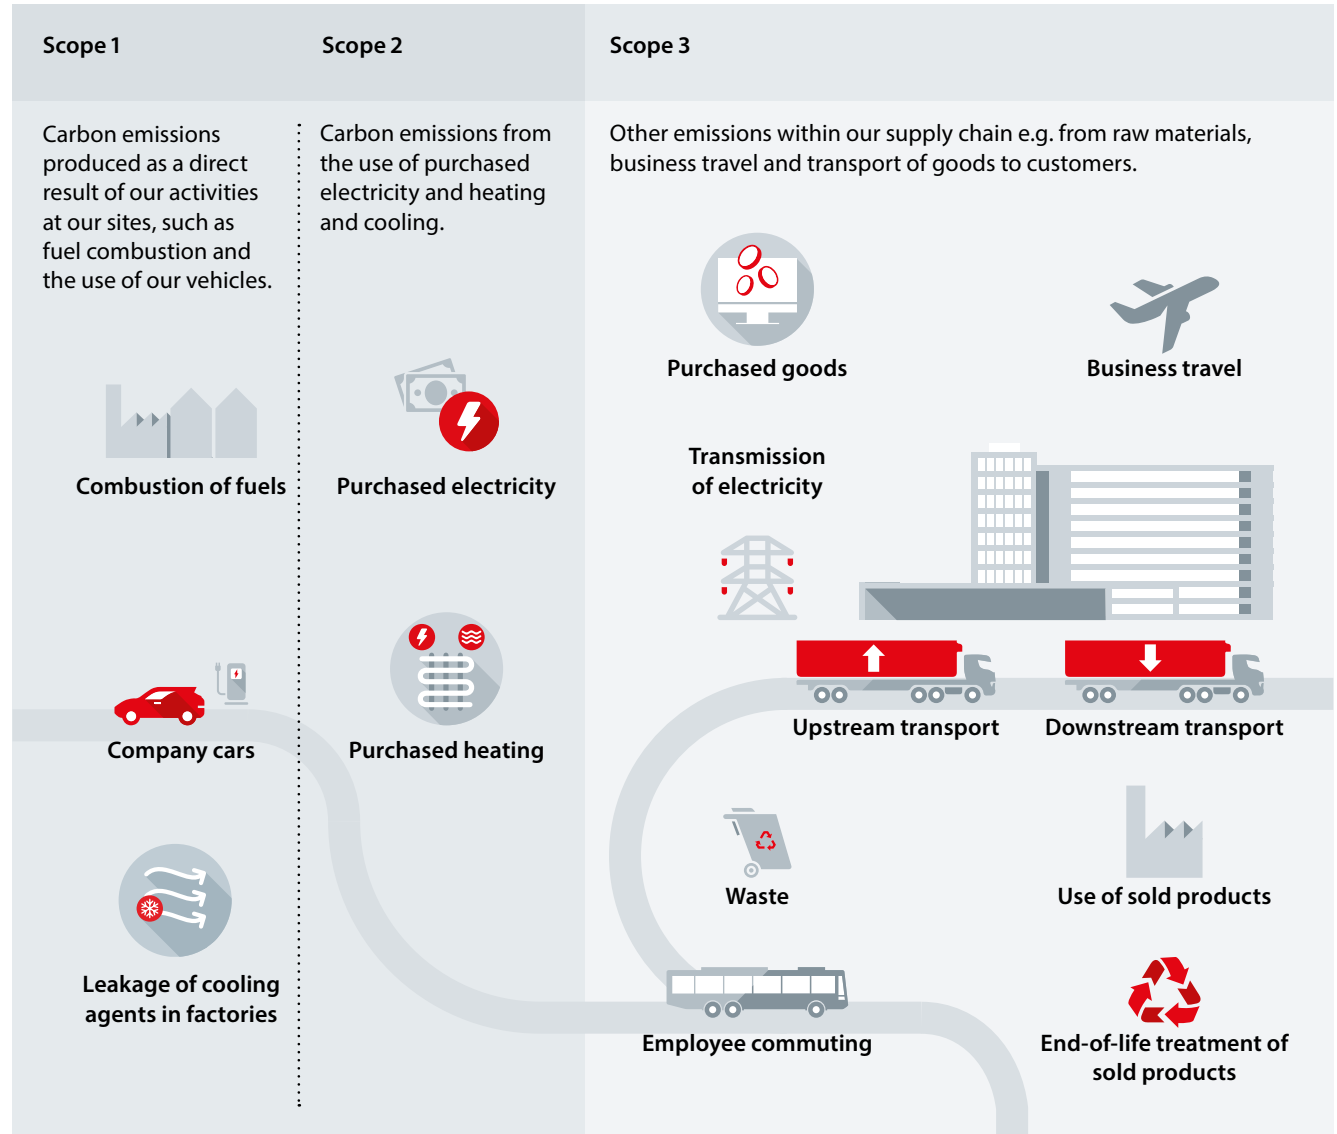 Scope 1
Scope 2
Scope 3
Carbon emissions
produced as a direct
result of our activities
at our sites, such as
fuel combustion and
the use of our vehicles.
Carbon emissions from
the use of purchased
electricity and heating
and cooling.
Other emissions within our supply chain e.g. from raw materials,
business travel and transport of goods to customers.
Combustion of fuels
Company cars
Leakage of cooling
agents in factories
Purchased electricity
Purchased heating
Purchased goods
Business travel
Transmission
of electricity
Upstream transport
Downstream transport
Waste
Use of sold products
Employee commuting
End-of-life treatment of
sold products